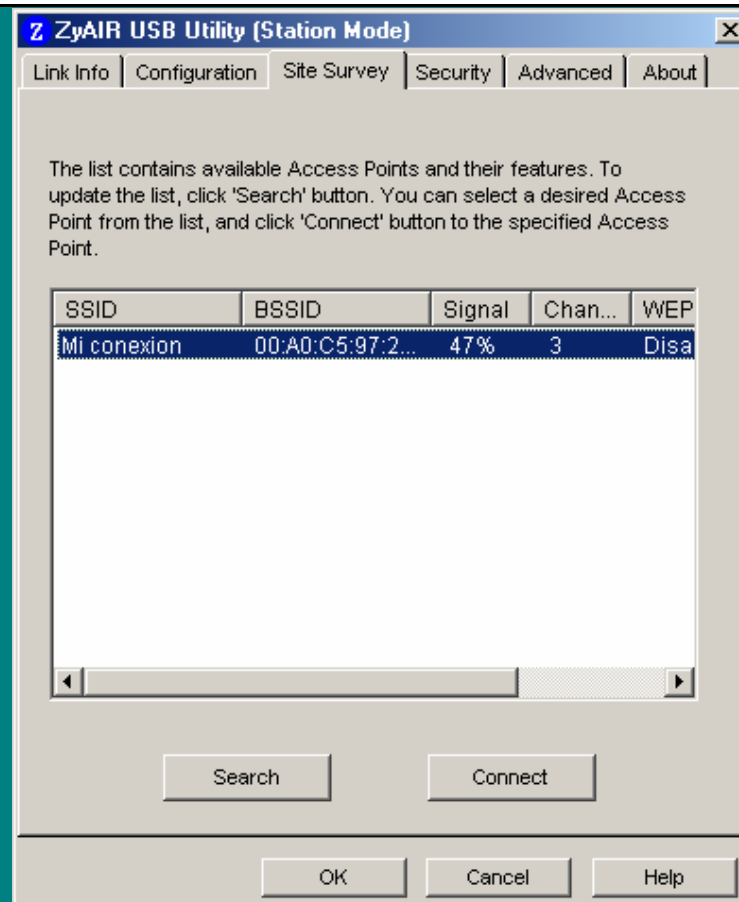 Z ZyAIR USB Utility (Station Mode)
Link Info Configuration Site Survey Security Advanced About
The list contains available Access Points and their features. To
update the list, click 'Search' button. You can select a desired Access
Point from the list, and click 'Connect' button to the specified Access
Point.
SSID BSSID Signal Chan... WEP
Mi conexion 00:A0:C5:97:2... 47% 3 Disa
Search Connect
OK Cancel Help